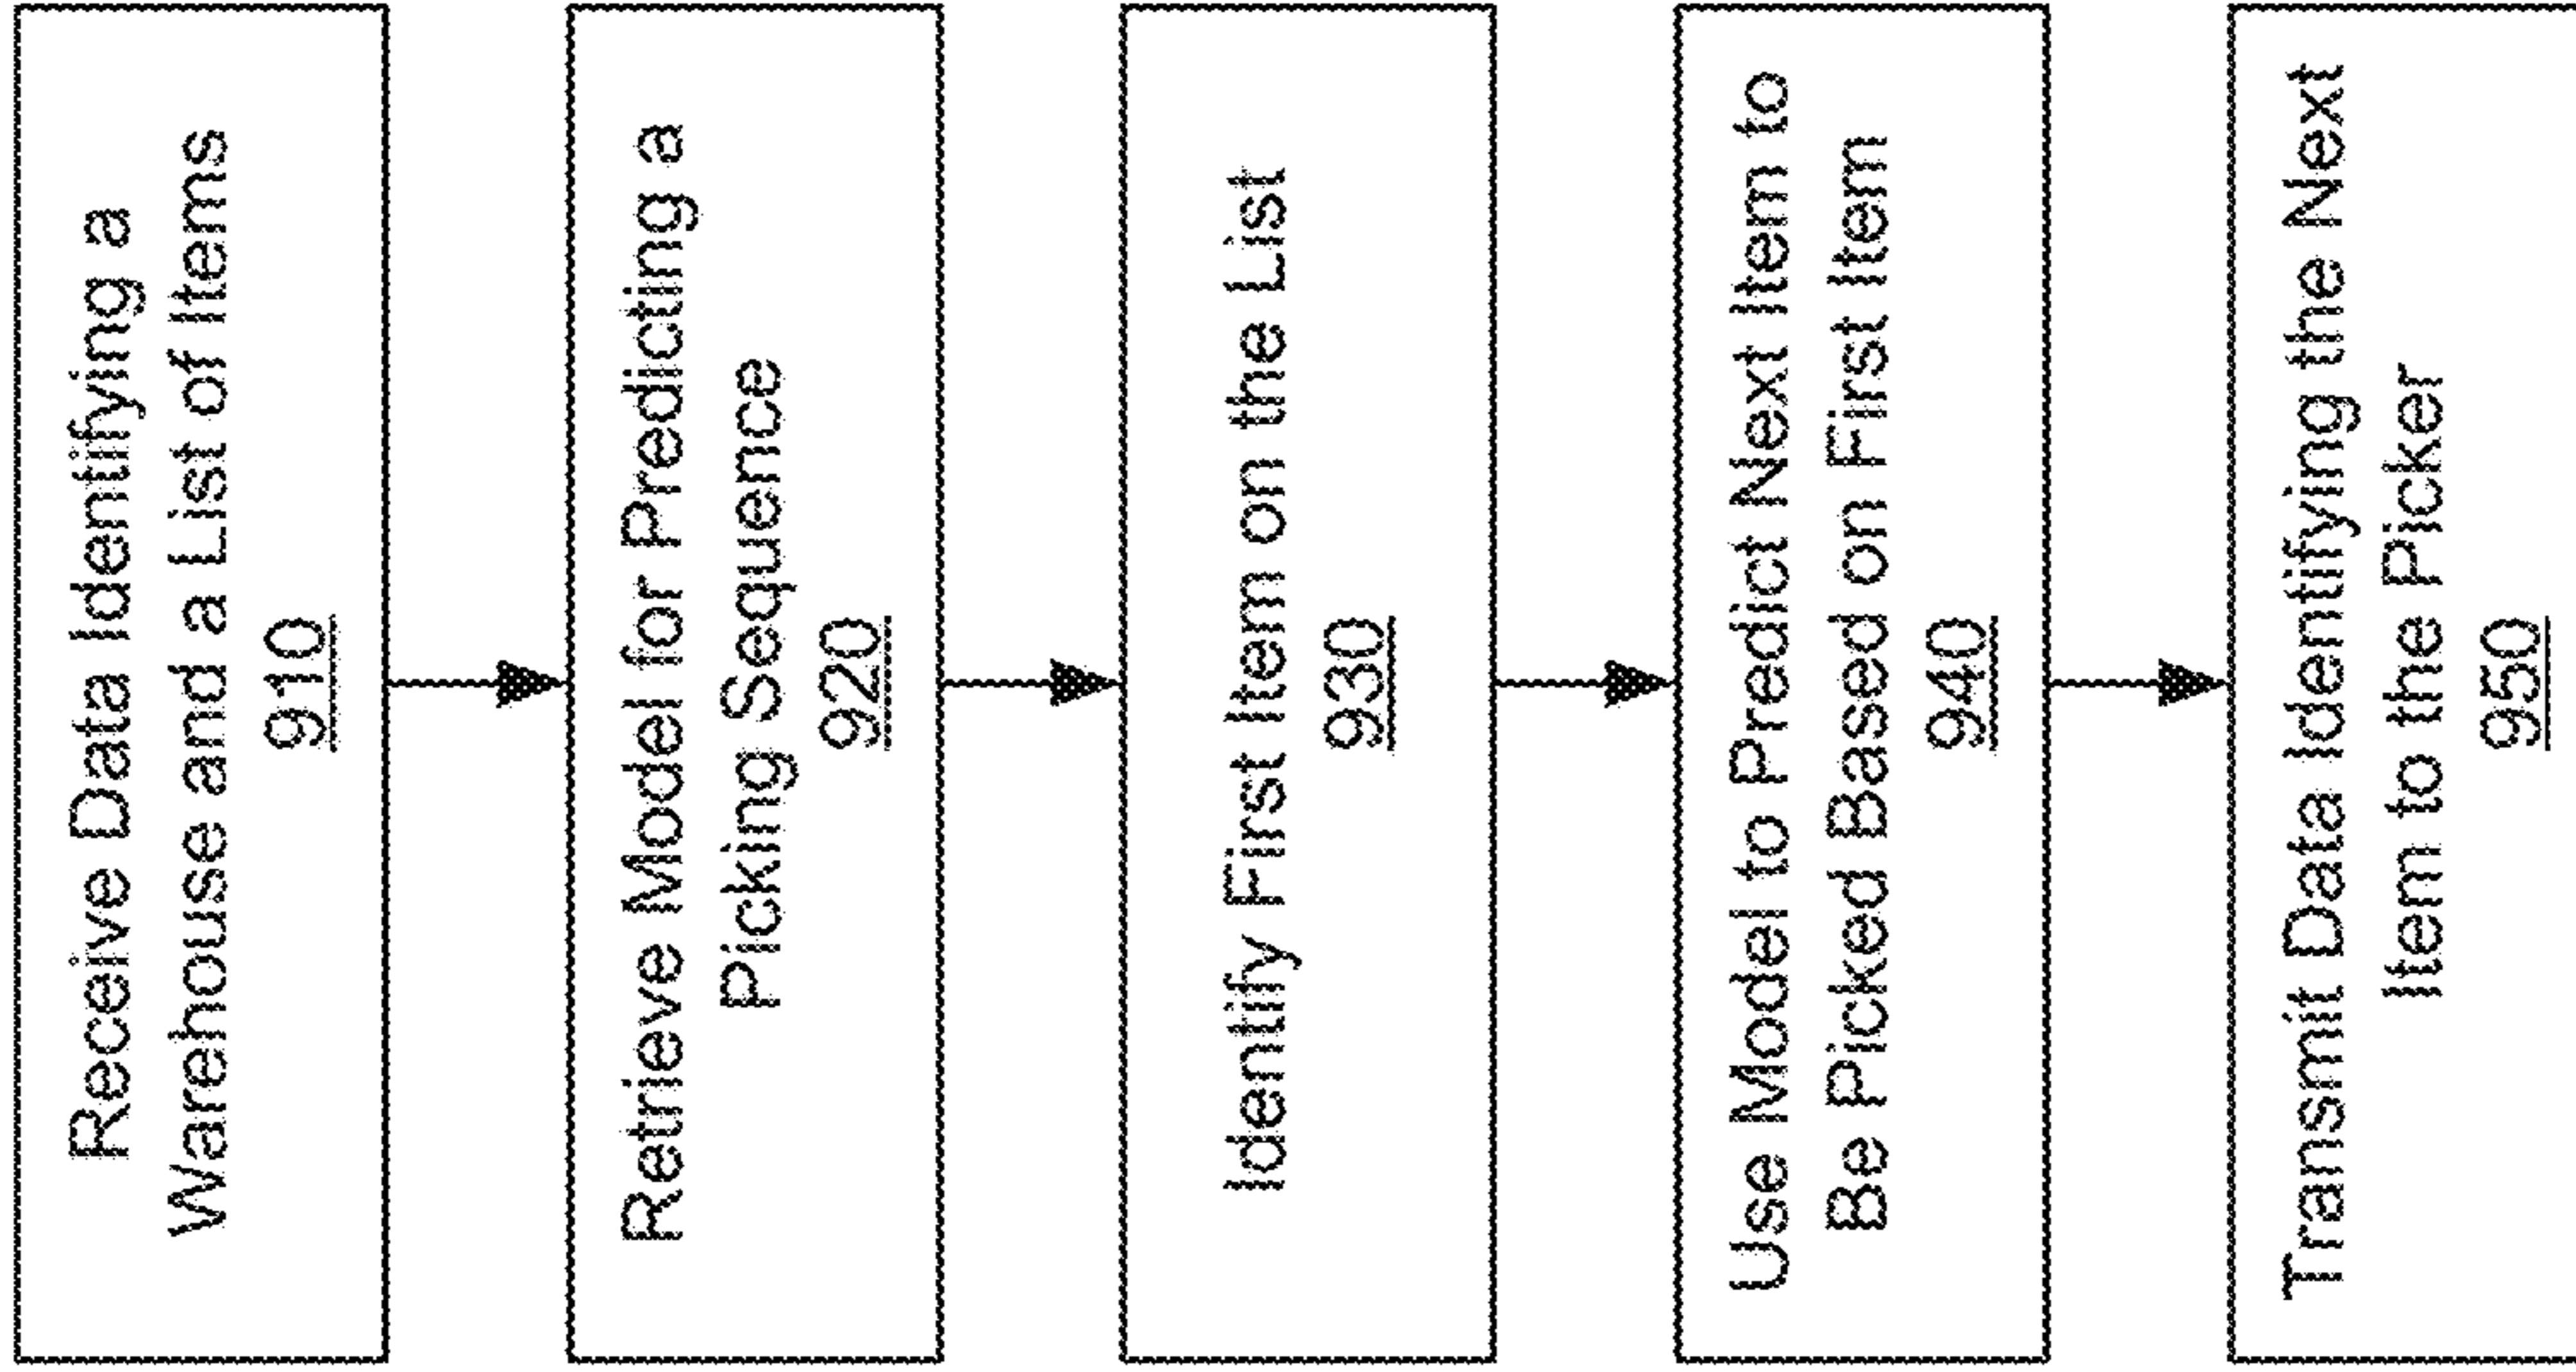 Receive Data Identifying a
Warehouse and a List of Items
910
Retrieve Model for Predicting a
Picking Sequence
920
Identify First Item on the List
930
Use Model to Predict Next Item to
Be Picked Based on First Item
940
Transmit Data Identifying the Next
Item to the Picker
950